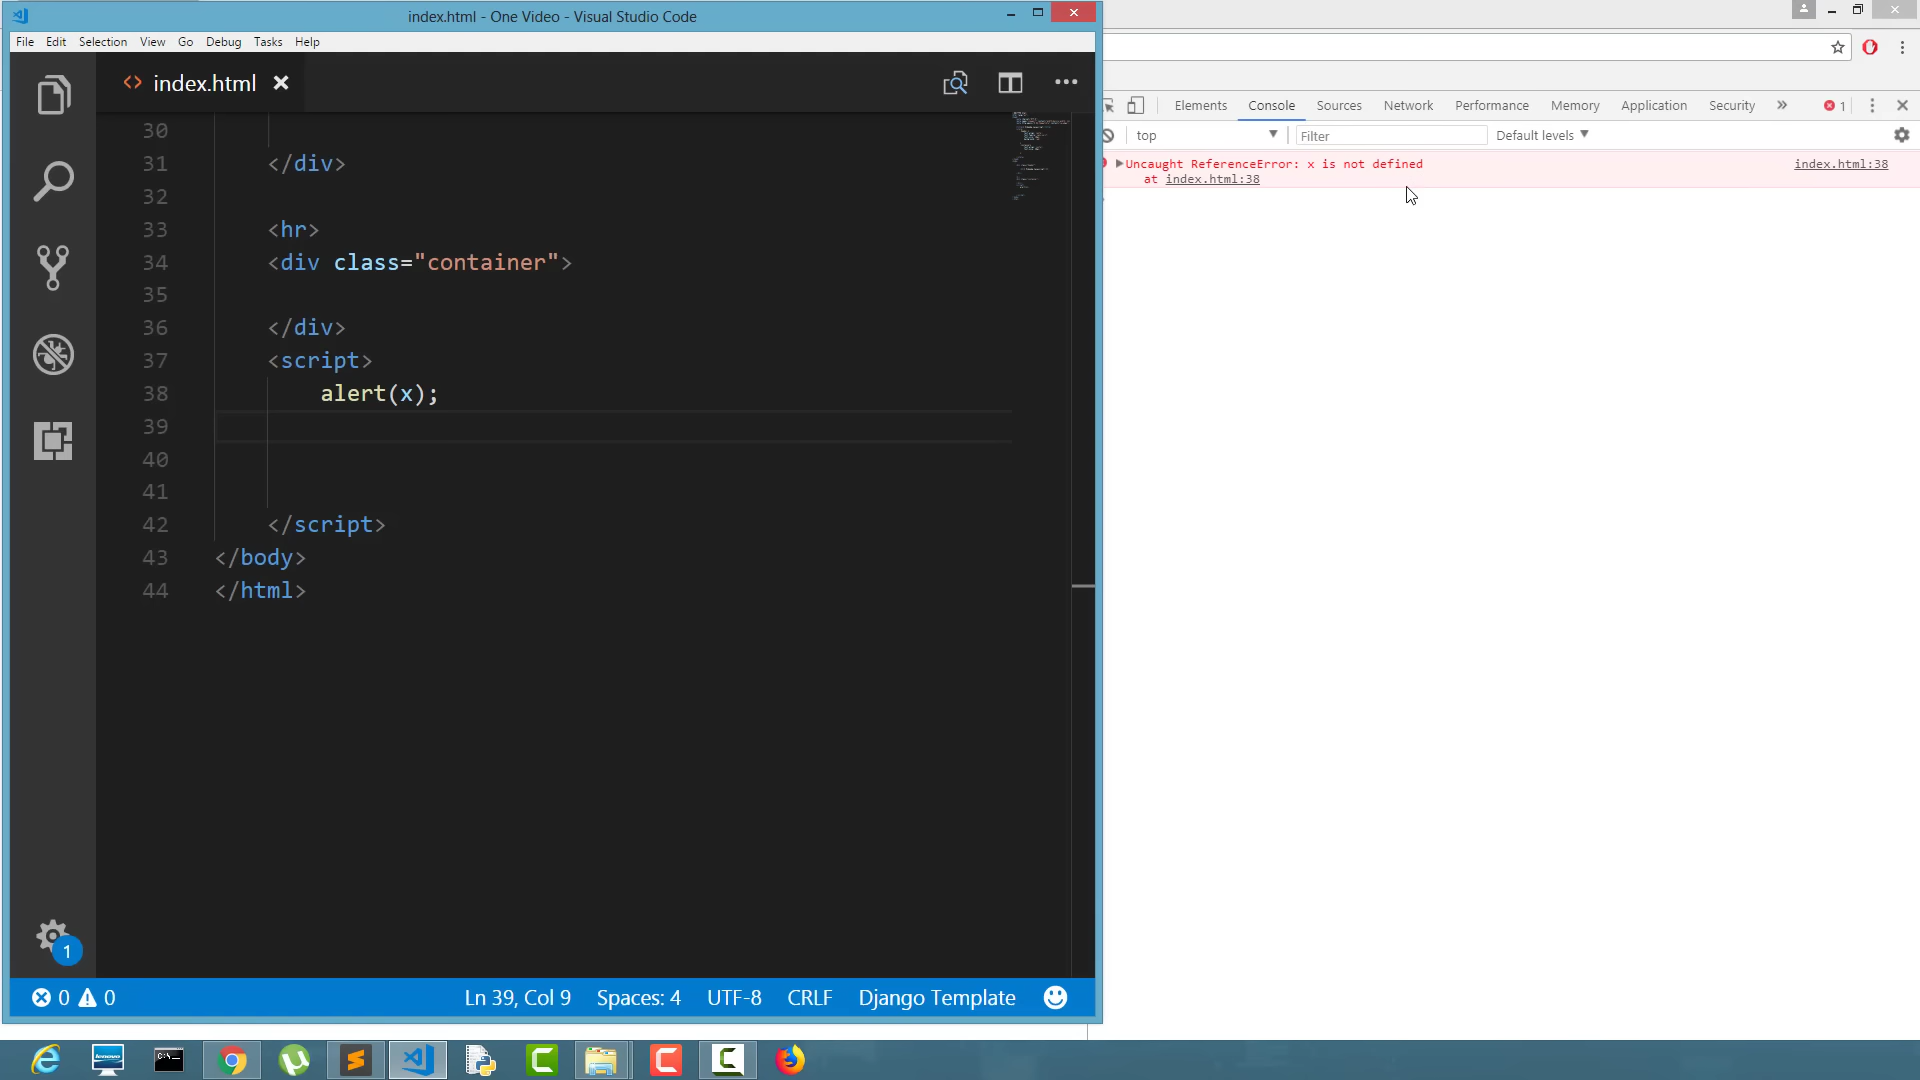 index.html - One Video - Visual Studio Code
File Edit Selection View Go Debug Tasks Help
<> index.html
30
31 </div>
32
33 <hr>
34 <div class="container">
35
36 </div>
37 <script>
38 alert(x);
39
40
41
42 </script>
43 </body>
44 </html>
1
0 0 Ln 39, Col 9 Spaces: 4 UTF-8 CRLF Django Template
Elements Console Sources Network Performance Memory Application Security » 1
top Filter Default levels
Uncaught ReferenceError: x is not defined index.html:38
at index.html:38
lenovo
C:\_